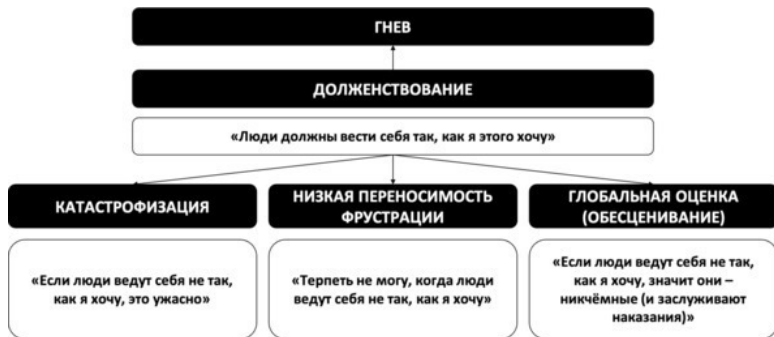 ГНЕВ
ДОЛЖЕНСТВОВАНИЕ
«Люди должны вести себя так, как я этого хочу»
КАТАСТРОФИЗАЦИЯ
НИЗКАЯ ПЕРЕНОСИМОСТЬ
ФРУСТРАЦИИ
ГЛОБАЛЬНАЯ ОЦЕНКА
(ОБЕСЦЕНИВАНИЕ)
«Если люди ведут себя не так,
как я хочу, это ужасно»
«Терпеть не могу, когда люди
ведут себя не так, как я хочу»
«Если люди ведут себя не так,
как я хочу, значит они –
никчёмные (и заслуживают
наказания)»